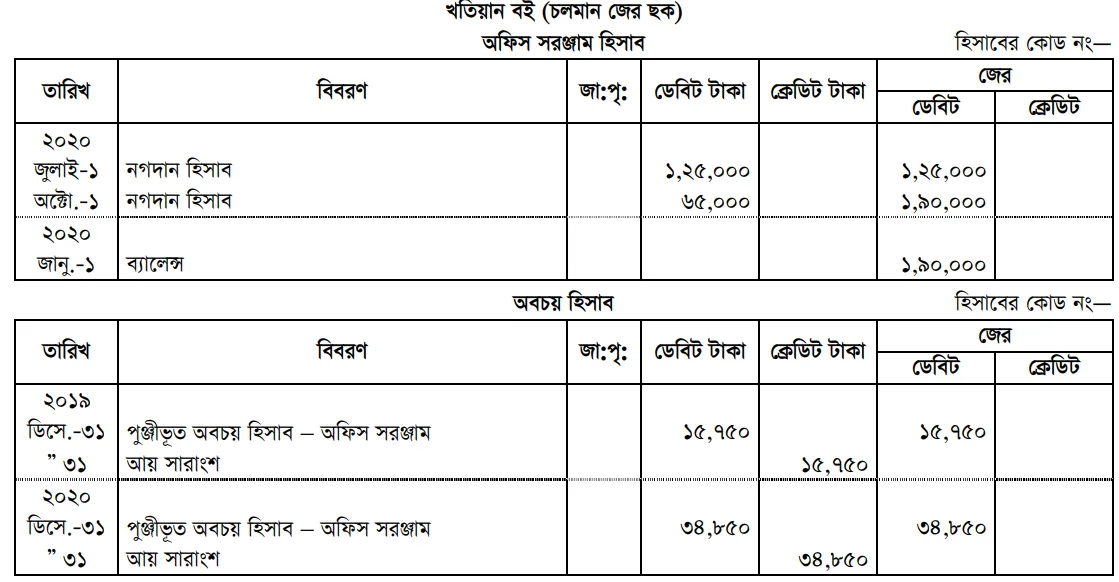 খতিয়ান বই (চলমান জের ছক)
অফিস সরঞ্জাম হিসাব হিসাবের কোড নং—
তারিখ বিবরণ জা:পৃ: ডেবিট টাকা ক্রেডিট টাকা জের
ডেবিট ক্রেডিট
২০২০
জুলাই-১ নগদান হিসাব ১,২৫,০০০ ১,২৫,০০০
অক্টো.-১ নগদান হিসাব ৬৫,০০০ ১,৯০,০০০
২০২০
জানু.-১ ব্যালেন্স ১,৯০,০০০
অবচয় হিসাব হিসাবের কোড নং—
তারিখ বিবরণ জা:পৃ: ডেবিট টাকা ক্রেডিট টাকা জের
ডেবিট ক্রেডিট
২০১৯
ডিসে.-৩১ পুঞ্জীভূত অবচয় হিসাব – অফিস সরঞ্জাম ১৫,৭৫০ ১৫,৭৫০
” ৩১ আয় সারাংশ ১৫,৭৫০
২০২০
ডিসে.-৩১ পুঞ্জীভূত অবচয় হিসাব – অফিস সরঞ্জাম ৩৪,৮৫০ ৩৪,৮৫০
” ৩১ আয় সারাংশ ৩৪,৮৫০